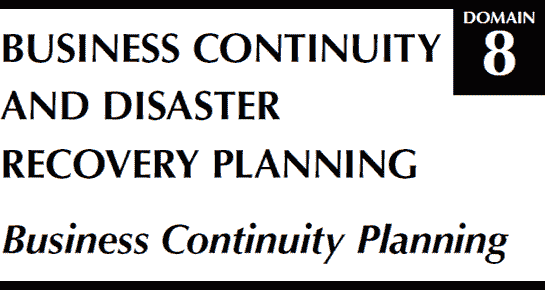 DOMAIN
8
BUSINESS CONTINUITY
AND DISASTER
RECOVERY PLANNING
Business Continuity Planning